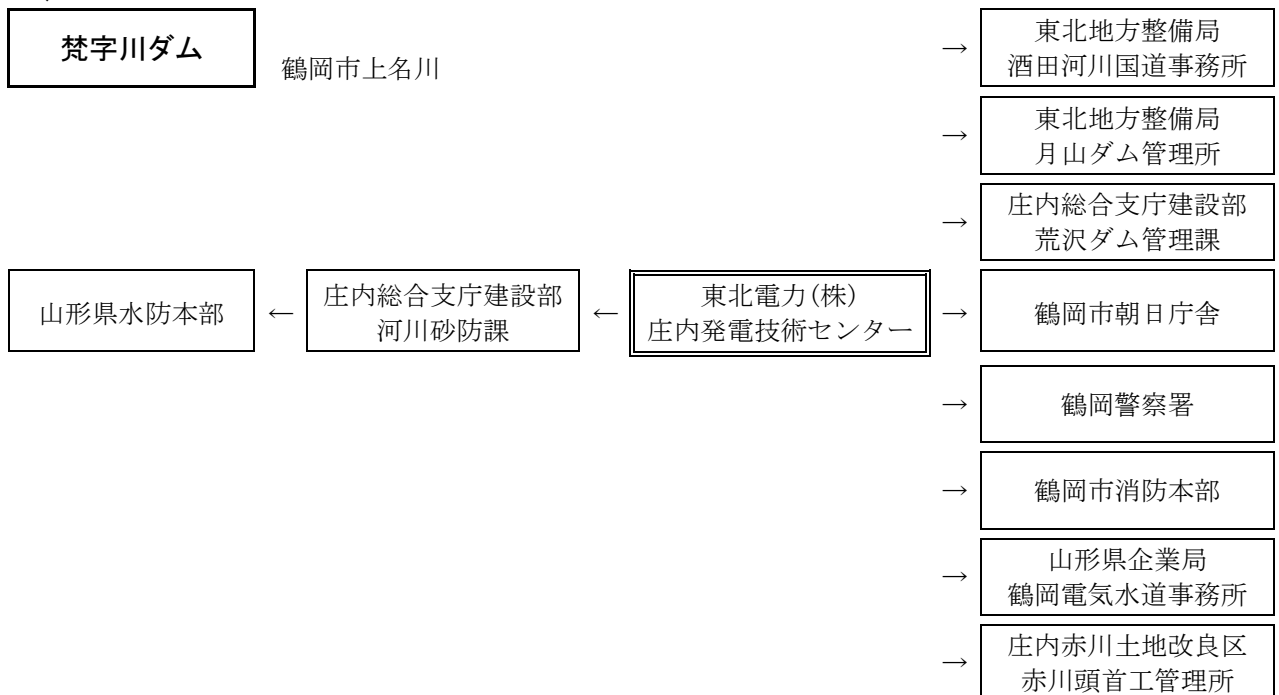 梵字川ダム
鶴岡市上名川
→
東北地方整備局
酒田河川国道事務所
→
東北地方整備局
月山ダム管理所
→
庄内総合支庁建設部
荒沢ダム管理課
山形県水防本部
←
庄内総合支庁建設部
河川砂防課
←
東北電力(株)
庄内発電技術センター
→
鶴岡市朝日庁舎
→
鶴岡警察署
→
鶴岡市消防本部
→
山形県企業局
鶴岡電気水道事務所
→
庄内赤川土地改良区
赤川頭首工管理所